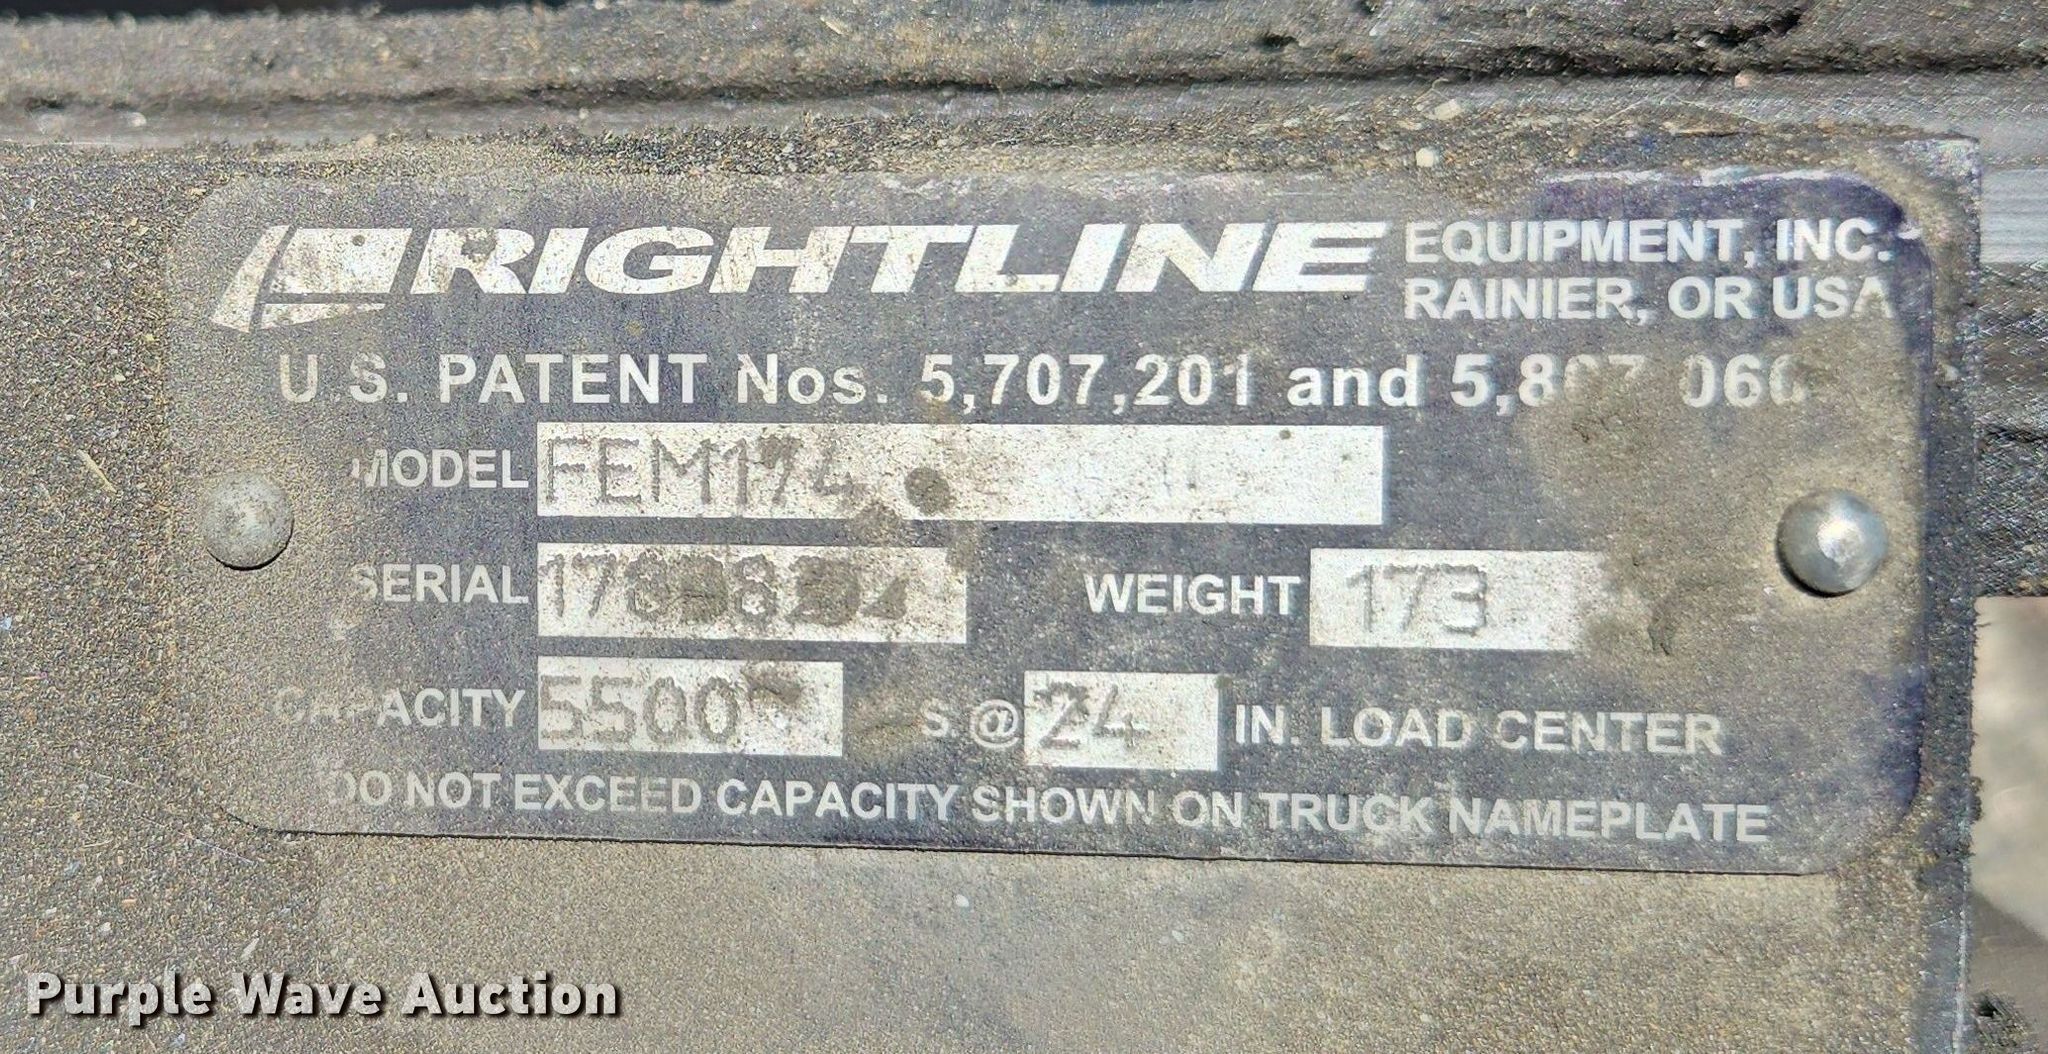 RIGHTLINE EQUIPMENT, INC.
RAINIER, OR USA
U.S. PATENT Nos. 5,707,201 and
MODEL FEM174
SERIAL WEIGHT 173
CAPACITY @ 24 IN. LOAD CENTER
DO NOT EXCEED CAPACITY SHOWN ON TRUCK NAMEPLATE
Purple Wave Auction